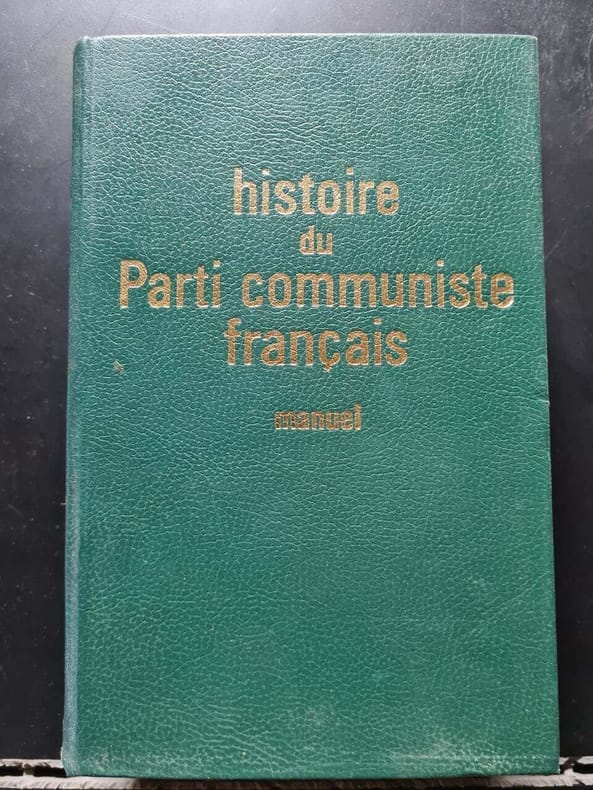 histoire
du
Parti communiste
français
manuel